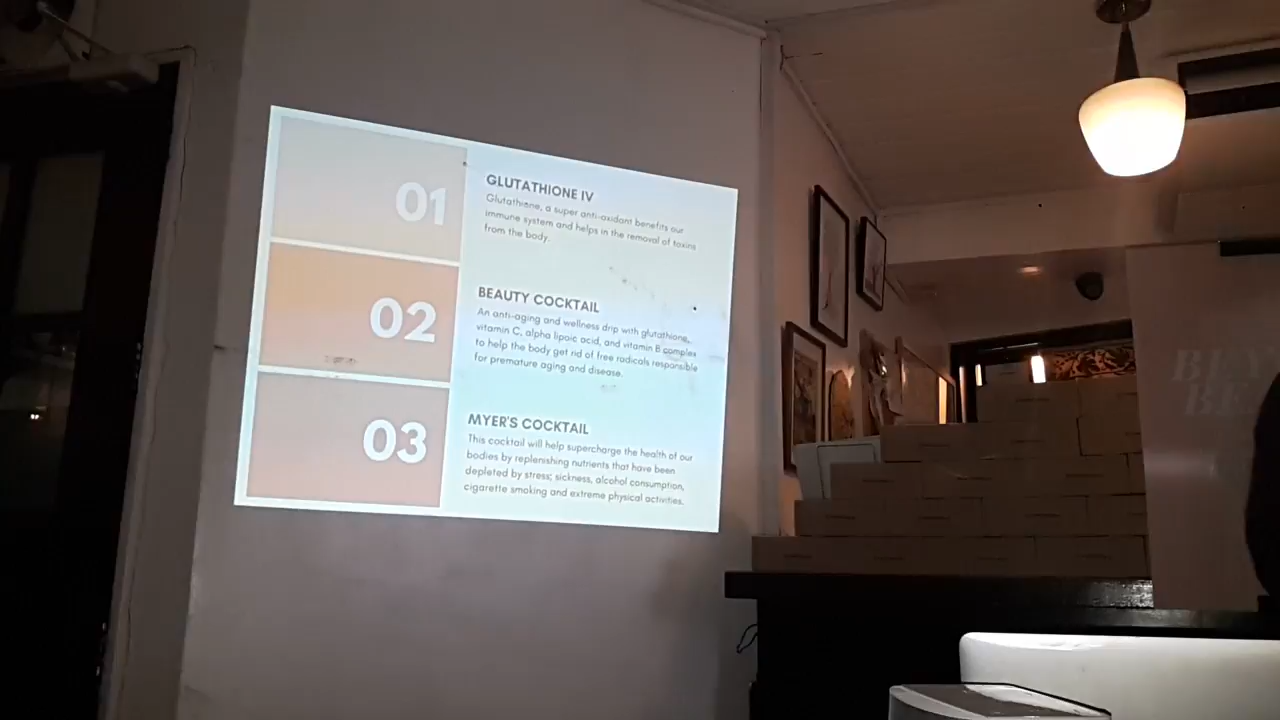 01
GLUTATHIONE IV
Glutathione, a super anti-oxidant benefits our
immune system and helps in the removal of toxins
from the body.
02
BEAUTY COCKTAIL
An anti-aging and wellness drip with glutathione,
vitamin C, alpha lipoic acid, and vitamin B complex
to help the body get rid of free radicals responsible
for premature aging and disease.
03
MYER'S COCKTAIL
This cocktail will help supercharge the health of our
bodies by replenishing nutrients that have been
depleted by stress; sickness, alcohol consumption,
cigarette smoking and extreme physical activities.